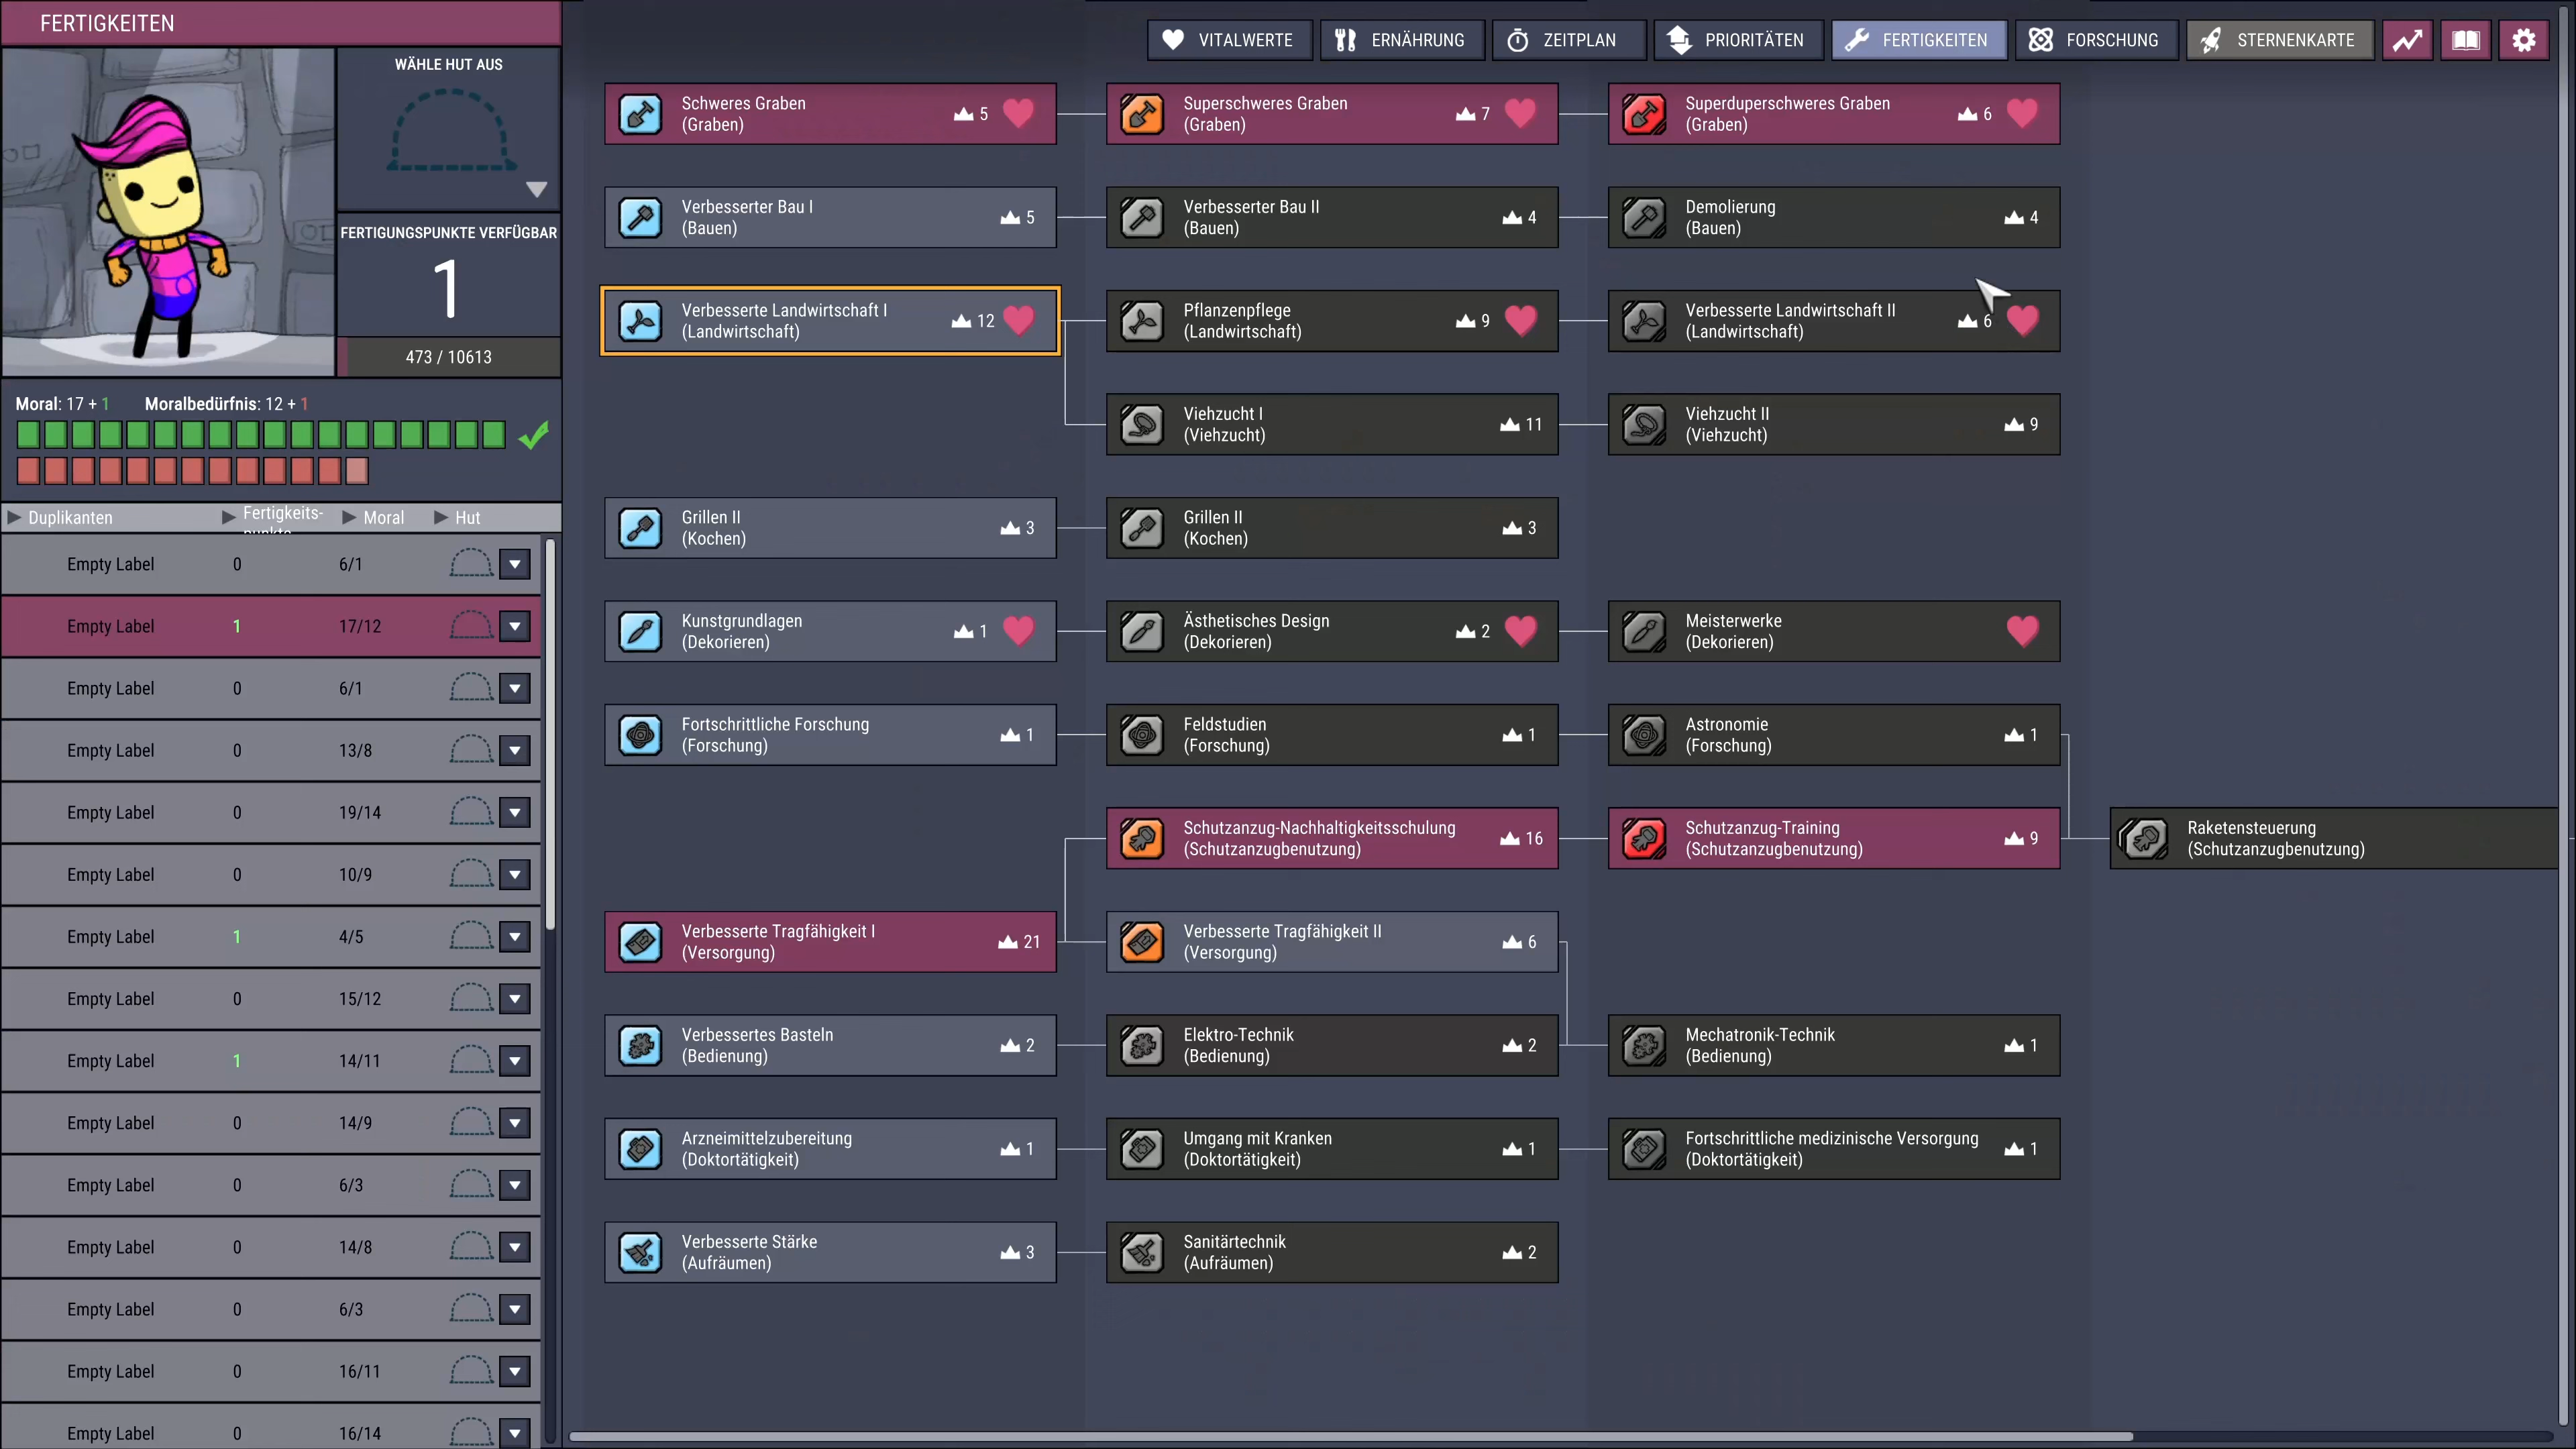 FERTIGKEITEN
VITALWERTE
ERNÄHRUNG
ZEITPLAN
PRIORITÄTEN
FERTIGKEITEN
FORSCHUNG
STERNENKARTE
WÄHLE HUT AUS
FERTIGUNGSPUNKTE VERFÜGBAR
1
473 / 10613
Moral: 17 + 1 Moralbedürfnis: 12 + 1
Duplikanten Fertigkeits-punkte Moral Hut
Empty Label 0 6/1
Empty Label 1 17/12
Empty Label 0 6/1
Empty Label 0 13/8
Empty Label 0 19/14
Empty Label 0 10/9
Empty Label 1 4/5
Empty Label 0 15/12
Empty Label 1 14/11
Empty Label 0 14/9
Empty Label 0 6/3
Empty Label 0 14/8
Empty Label 0 6/3
Empty Label 0 16/11
Empty Label 0 16/14
Schweres Graben
(Graben)
5
Superschweres Graben
(Graben)
7
Superduperschweres Graben
(Graben)
6
Verbesserter Bau I
(Bauen)
5
Verbesserter Bau II
(Bauen)
4
Demolierung
(Bauen)
4
Verbesserte Landwirtschaft I
(Landwirtschaft)
12
Pflanzenpflege
(Landwirtschaft)
9
Verbesserte Landwirtschaft II
(Landwirtschaft)
6
Viehzucht I
(Viehzucht)
11
Viehzucht II
(Viehzucht)
9
Grillen II
(Kochen)
3
Grillen II
(Kochen)
3
Kunstgrundlagen
(Dekorieren)
1
Ästhetisches Design
(Dekorieren)
2
Meisterwerke
(Dekorieren)
Fortschrittliche Forschung
(Forschung)
1
Feldstudien
(Forschung)
1
Astronomie
(Forschung)
1
Schutzanzug-Nachhaltigkeitsschulung
(Schutzanzugbenutzung)
16
Schutzanzug-Training
(Schutzanzugbenutzung)
9
Raketensteuerung
(Schutzanzugbenutzung)
Verbesserte Tragfähigkeit I
(Versorgung)
21
Verbesserte Tragfähigkeit II
(Versorgung)
6
Verbessertes Basteln
(Bedienung)
2
Elektro-Technik
(Bedienung)
2
Mechatronik-Technik
(Bedienung)
1
Arzneimittelzubereitung
(Doktortätigkeit)
1
Umgang mit Kranken
(Doktortätigkeit)
1
Fortschrittliche medizinische Versorgung
(Doktortätigkeit)
1
Verbesserte Stärke
(Aufräumen)
3
Sanitärtechnik
(Aufräumen)
2